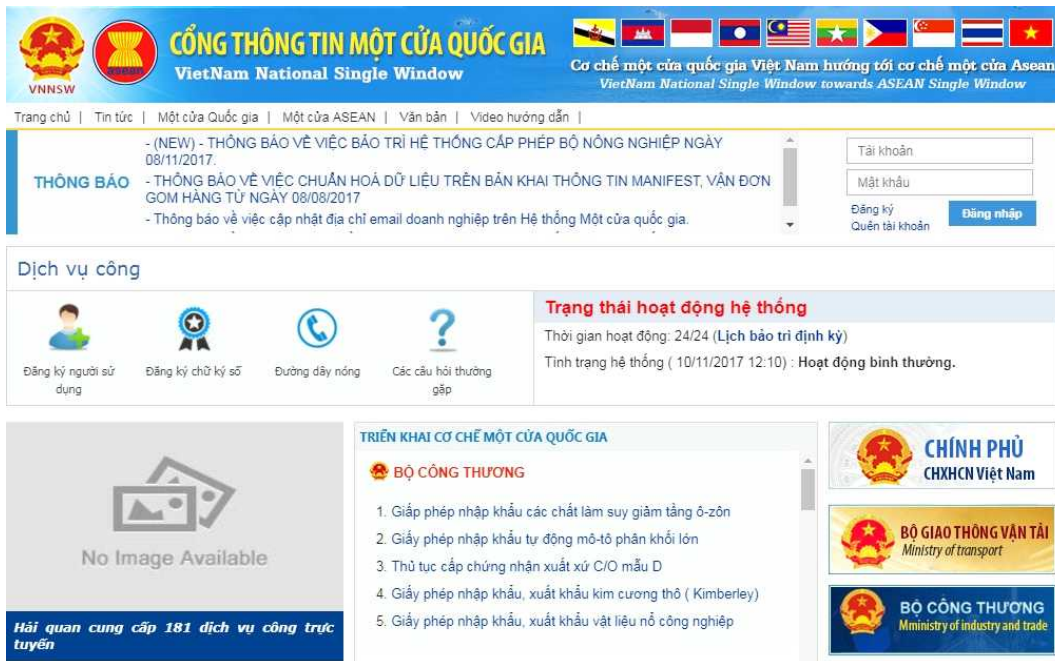 CỔNG THÔNG TIN MỘT CỬA QUỐC GIA
VietNam National Single Window
VNNSW
asean
Cơ chế một cửa quốc gia Việt Nam hướng tới cơ chế một cửa Asean
VietNam National Single Window towards ASEAN Single Window
Trang chủ | Tin tức | Một cửa Quốc gia | Một cửa ASEAN | Văn bản | Video hướng dẫn |
THÔNG BÁO
- (NEW) - THÔNG BÁO VỀ VIỆC BẢO TRÌ HỆ THỐNG CẤP PHÉP BỘ NÔNG NGHIỆP NGÀY
08/11/2017.
- THÔNG BÁO VỀ VIỆC CHUẨN HOÁ DỮ LIỆU TRÊN BẢN KHAI THÔNG TIN MANIFEST, VẬN ĐƠN
GOM HÀNG TỪ NGÀY 08/08/2017
- Thông báo về việc cập nhật địa chỉ email doanh nghiệp trên Hệ thống Một cửa quốc gia.
Tài khoản
Mật khẩu
Đăng ký
Quên tài khoản
Đăng nhập
Dịch vụ công
Đăng ký người sử
dụng
Đăng ký chữ ký số
Đường dây nóng
Các câu hỏi thường
gặp
Trạng thái hoạt động hệ thống
Thời gian hoạt động: 24/24 (Lịch bảo trì định kỳ)
Tình trạng hệ thống ( 10/11/2017 12:10) : Hoạt động bình thường.
No Image Available
Hải quan cung cấp 181 dịch vụ công trực
tuyến
TRIỂN KHAI CƠ CHẾ MỘT CỬA QUỐC GIA
BỘ CÔNG THƯƠNG
1. Giấp phép nhập khẩu các chất làm suy giảm tầng ô-zôn
2. Giấy phép nhập khẩu tự động mô-tô phân khối lớn
3. Thủ tục cấp chứng nhận xuất xứ C/O mẫu D
4. Giấy phép nhập khẩu, xuất khẩu kim cương thô ( Kimberley)
5. Giấy phép nhập khẩu, xuất khẩu vật liệu nổ công nghiệp
CHÍNH PHỦ
CHXHCN Việt Nam
BỘ GIAO THÔNG VẬN TẢI
Ministry of transport
BỘ CÔNG THƯƠNG
Mministry of industry and trade